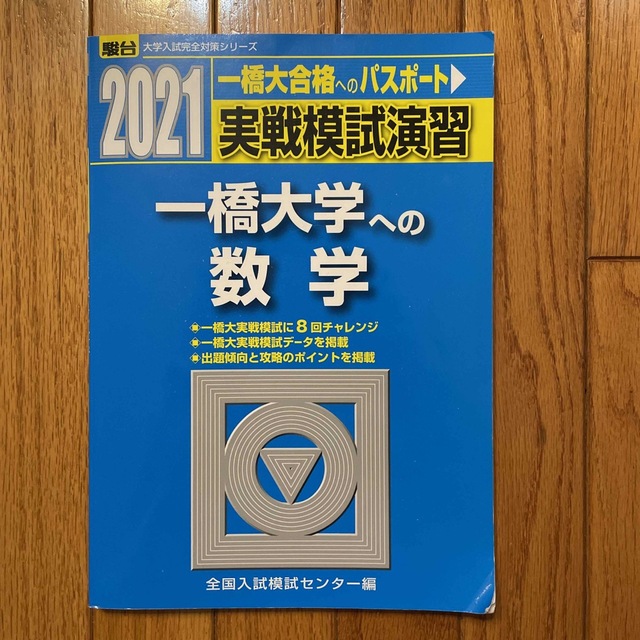 駿台 大学入試完全対策シリーズ
2021
一橋大合格へのパスポート▶
実戦模試演習
一橋大学への
数学
一橋大実戦模試に8回チャレンジ
一橋大実戦模試データを掲載
出題傾向と攻略のポイントを掲載
全国入試模試センター編